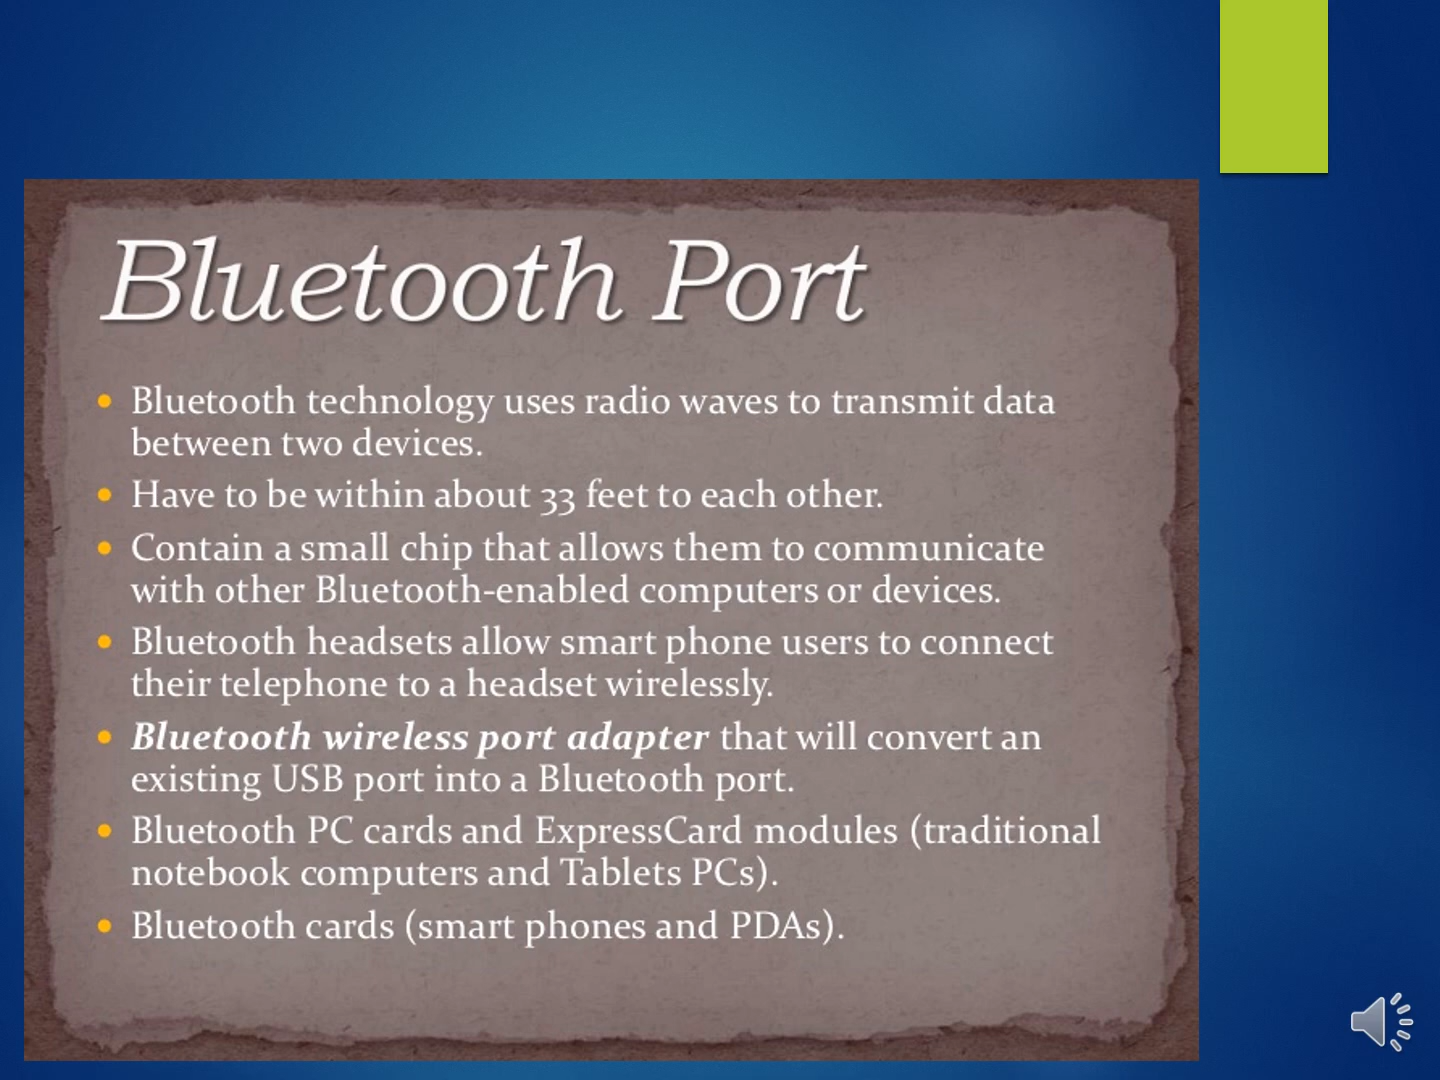 Bluetooth Port
• Bluetooth technology uses radio waves to transmit data
between two devices.
• Have to be within about 33 feet to each other.
• Contain a small chip that allows them to communicate
with other Bluetooth-enabled computers or devices.
• Bluetooth headsets allow smart phone users to connect
their telephone to a headset wirelessly.
• Bluetooth wireless port adapter that will convert an
existing USB port into a Bluetooth port.
• Bluetooth PC cards and ExpressCard modules (traditional
notebook computers and Tablets PCs).
• Bluetooth cards (smart phones and PDAs).